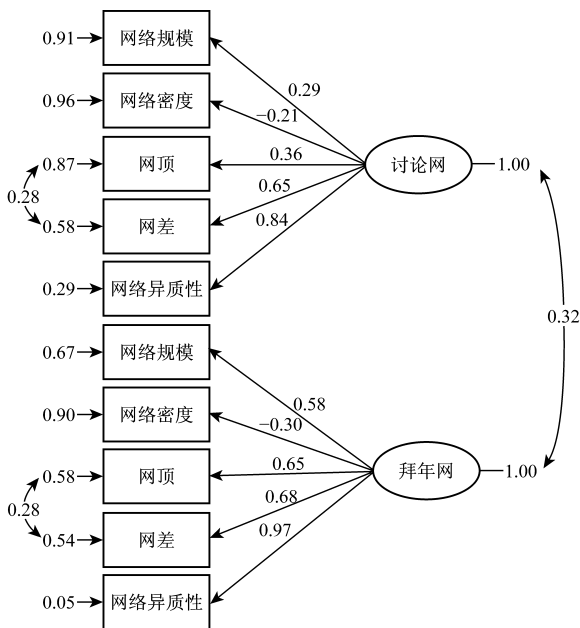 0.91 网络规模
0.29
0.96 网络密度
−0.21
0.87 网顶
0.36
讨论网 1.00
0.28
0.65
0.58 网差
0.84
0.29 网络异质性
0.32
0.67 网络规模
0.58
0.90 网络密度
−0.30
0.58 网顶
0.65
拜年网 1.00
0.28
0.68
0.54 网差
0.97
0.05 网络异质性